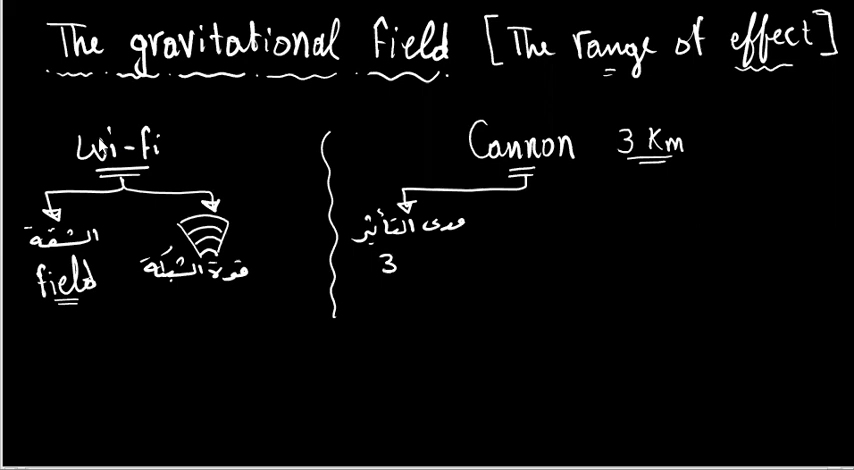 The gravitational field [The range of effect]
Wi-fi
الشقة
field
قوة الشبكة
Cannon 3 Km
مدى التأثير
3